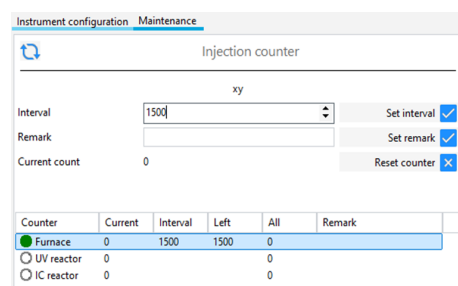 Instrument configuration Maintenance
Injection counter
xy
Interval 1500 Set interval
Remark Set remark
Current count 0 Reset counter
Counter Current Interval Left All Remark
Furnace 0 1500 1500 0
UV reactor 0 0
IC reactor 0 0